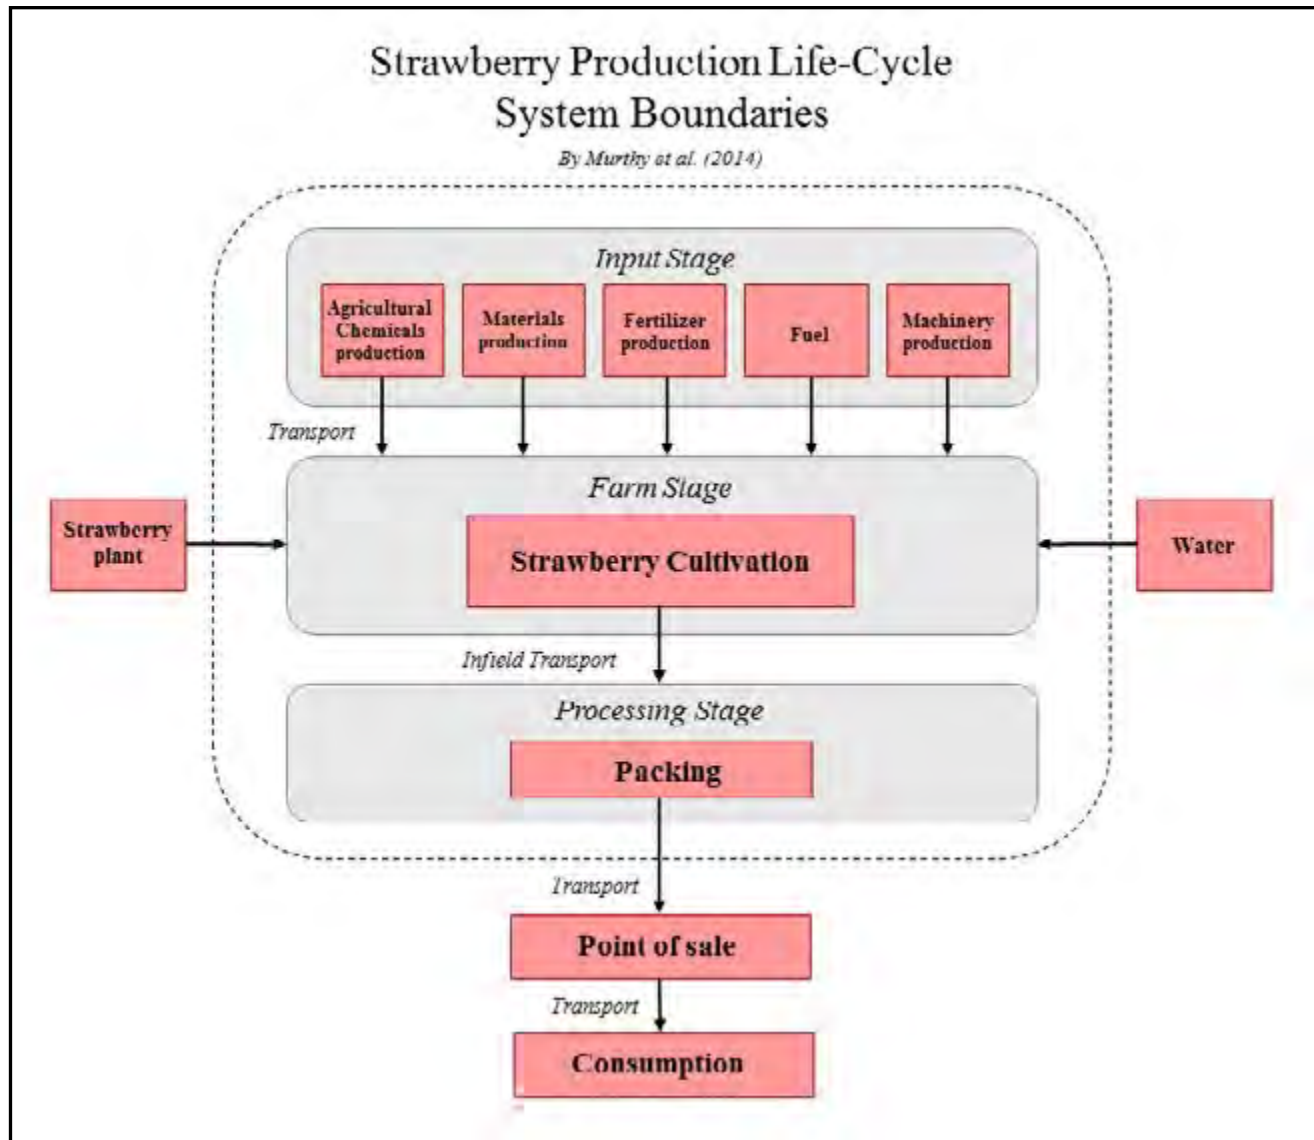 Strawberry Production Life-Cycle
System Boundaries
By Murthy et al. (2014)
Input Stage
Agricultural
Chemicals
production
Materials
production
Fertilizer
production
Fuel
Machinery
production
Transport
Farm Stage
Strawberry
plant
Strawberry Cultivation
Water
Infield Transport
Processing Stage
Packing
Transport
Point of sale
Transport
Consumption